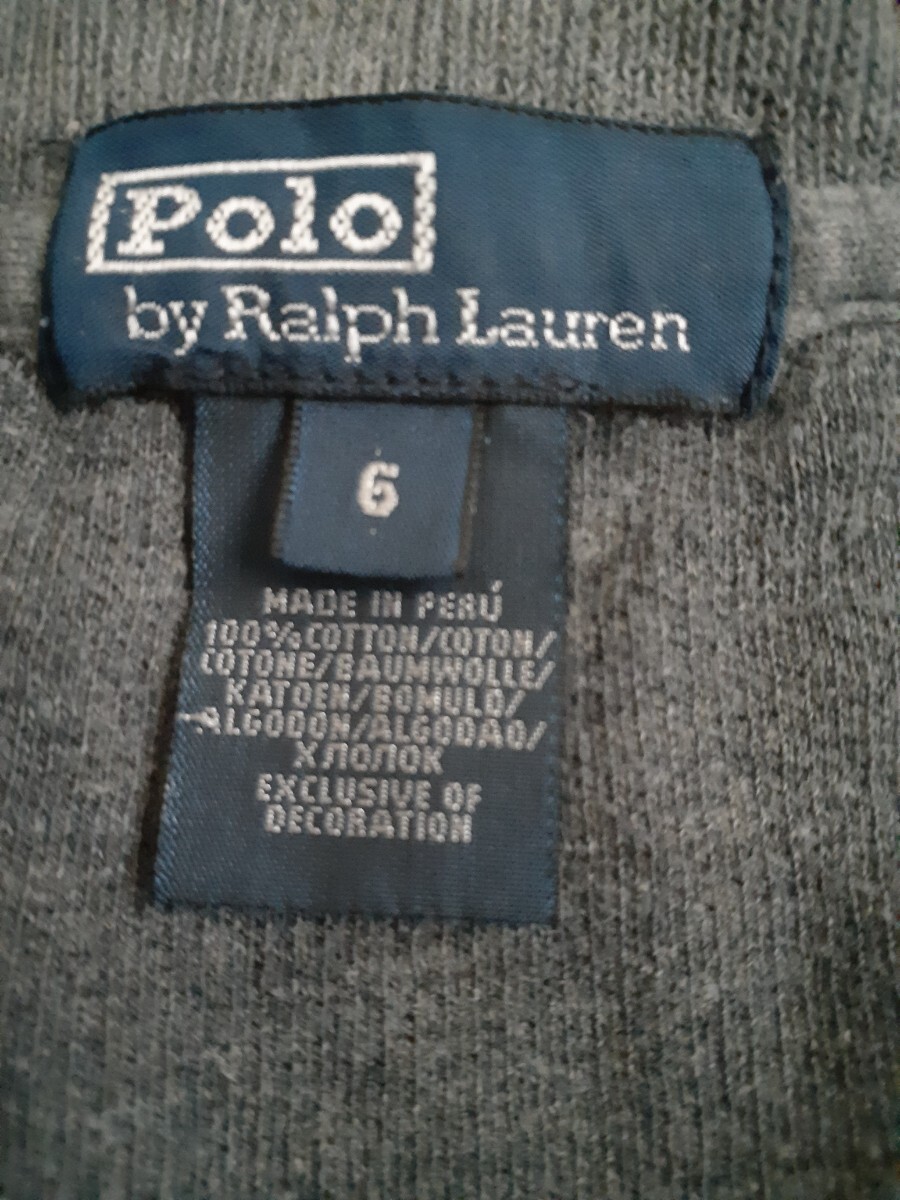 Polo
by Ralph Lauren
6
MADE IN PERÚ
100% COTTON/COTON/
COTONE/BAUMWOLLE/
KATOEN/BOMULD/
ALGODON/ALGODAO/
ХЛОПОК
EXCLUSIVE OF
DECORATION